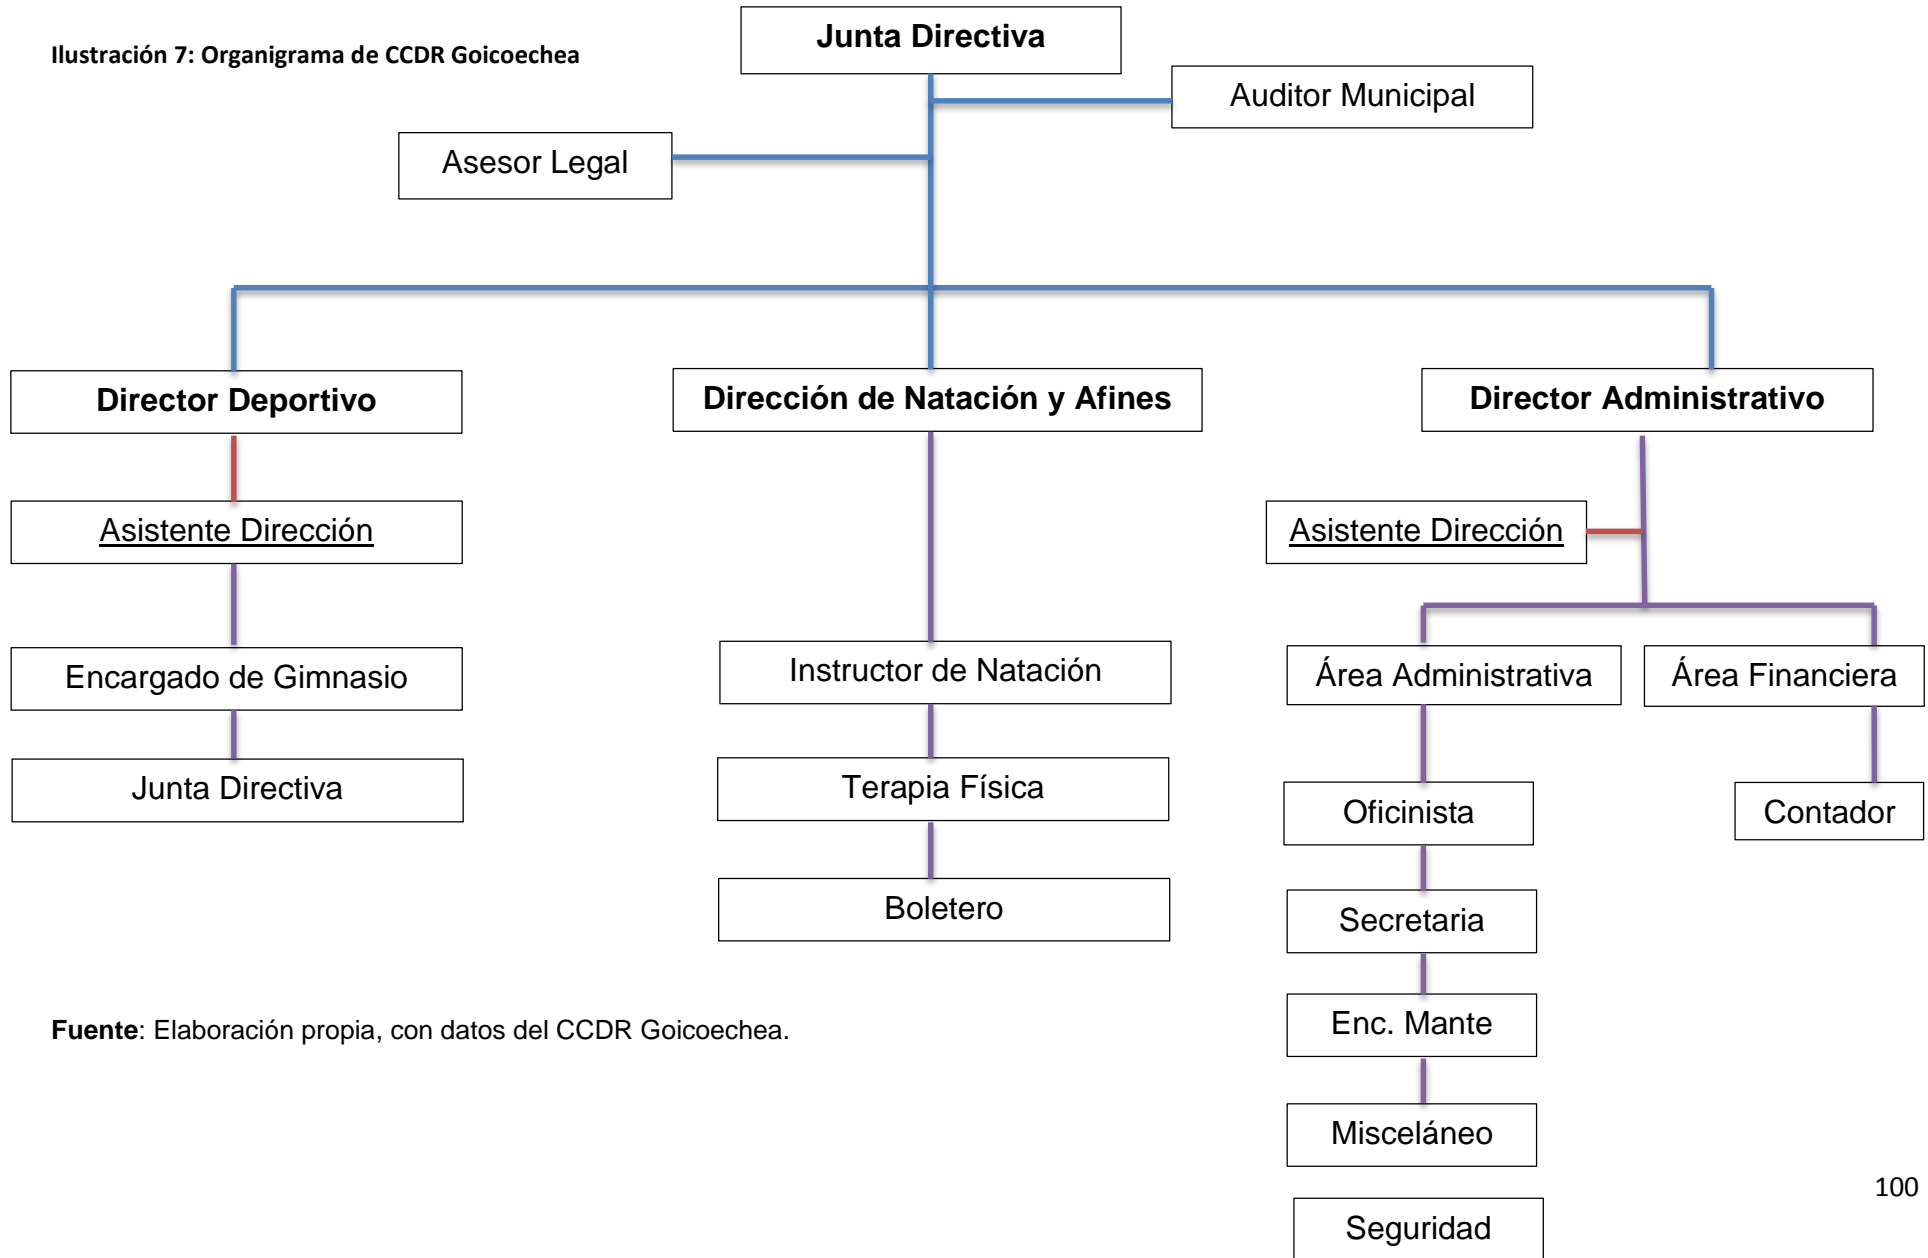 Ilustración 7: Organigrama de CCDR Goicoechea
Junta Directiva
Auditor Municipal
Asesor Legal
Director Deportivo
Dirección de Natación y Afines
Director Administrativo
Asistente Dirección
Asistente Dirección
Encargado de Gimnasio
Instructor de Natación
Área Administrativa
Área Financiera
Junta Directiva
Terapia Física
Oficinista
Contador
Boletero
Secretaria
Enc. Mante
Fuente: Elaboración propia, con datos del CCDR Goicoechea.
Misceláneo
100
Seguridad